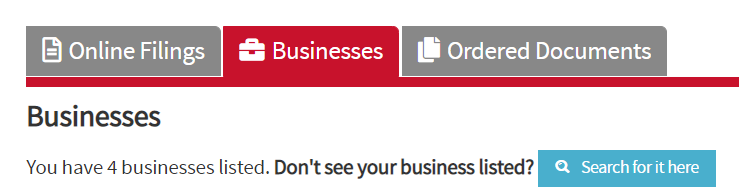 Online Filings Businesses Ordered Documents
Businesses
You have 4 businesses listed. Don't see your business listed? Search for it here